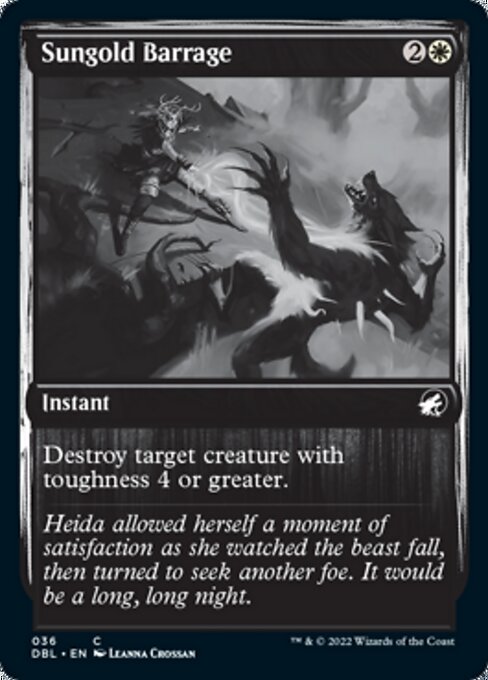 Sungold Barrage 2
Instant
Destroy target creature with
toughness 4 or greater.
Heida allowed herself a moment of
satisfaction as she watched the beast fall,
then turned to seek another foe. It would
be a long, long night.
036 C
DBL • EN Leanna Crossan
™ & © 2022 Wizards of the Coast